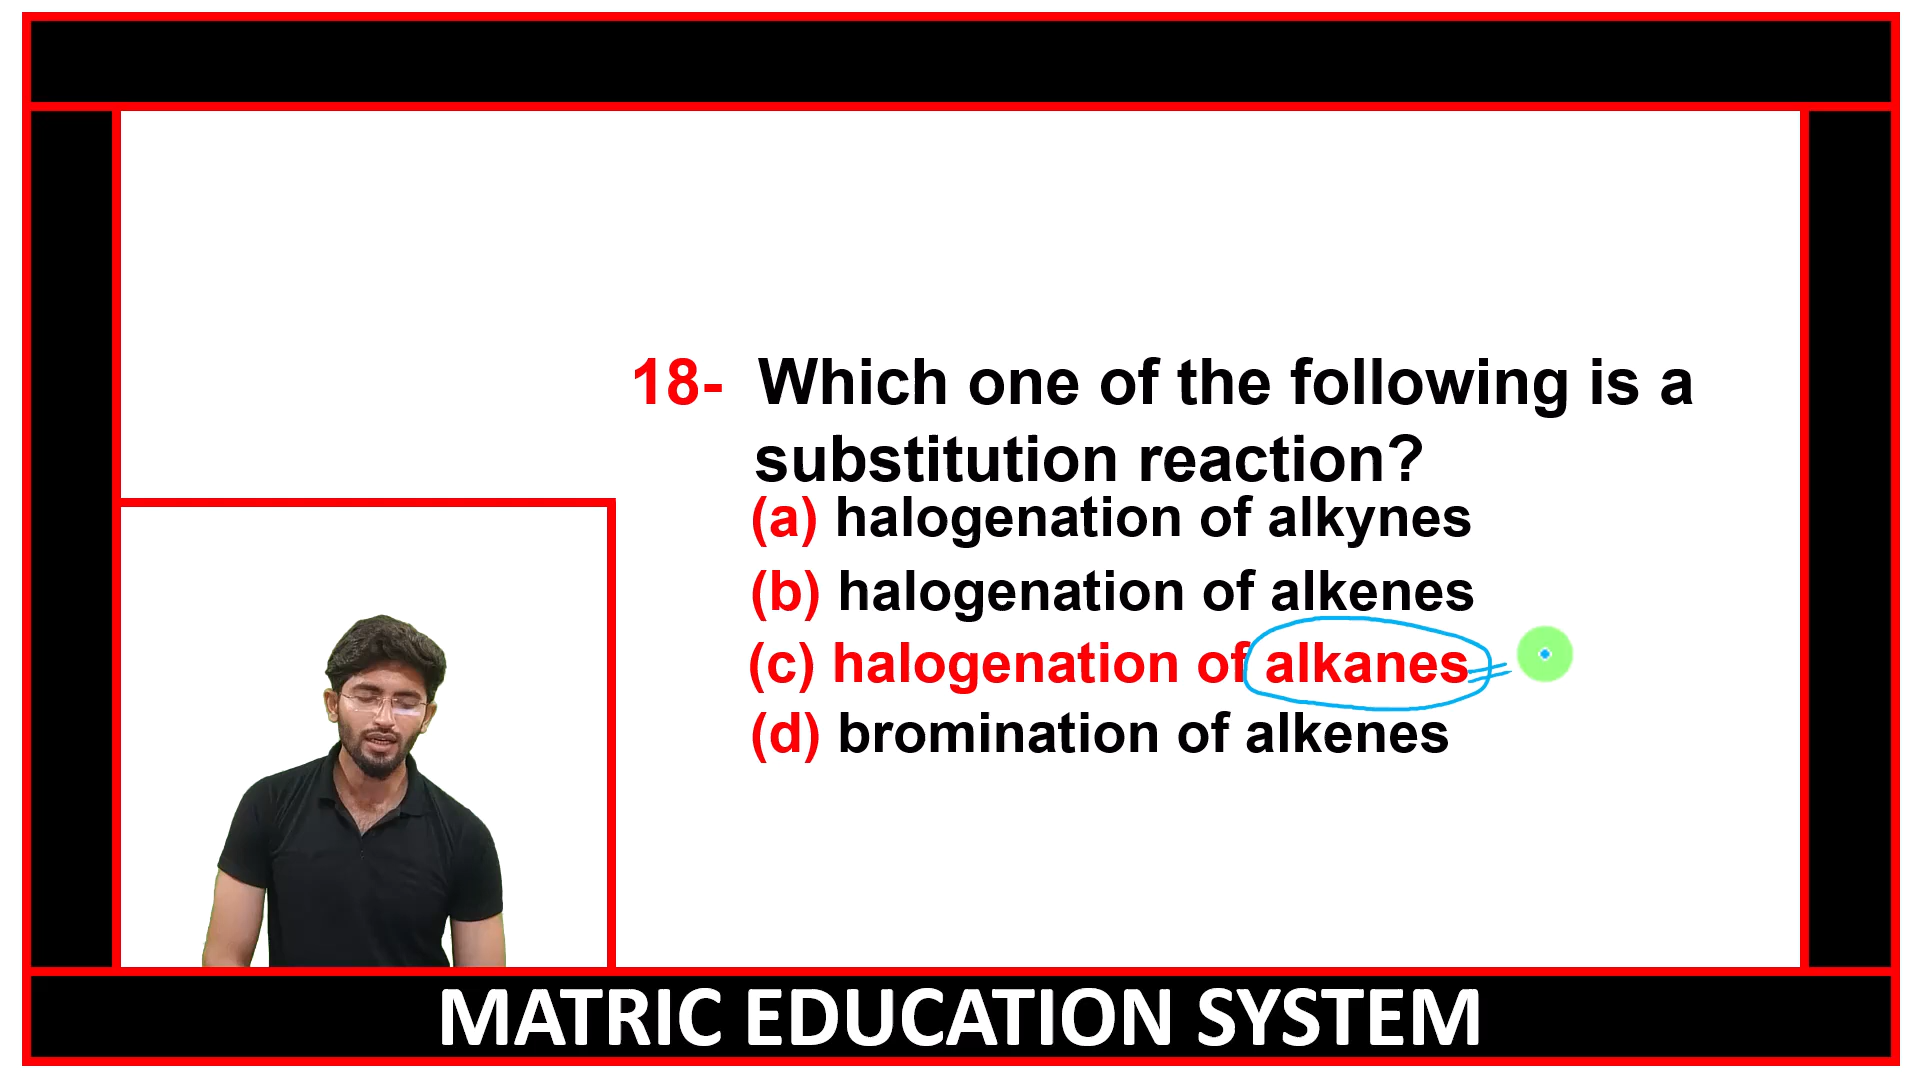 18- Which one of the following is a
substitution reaction?
(a) halogenation of alkynes
(b) halogenation of alkenes
(c) halogenation of alkanes
(d) bromination of alkenes
MATRIC EDUCATION SYSTEM